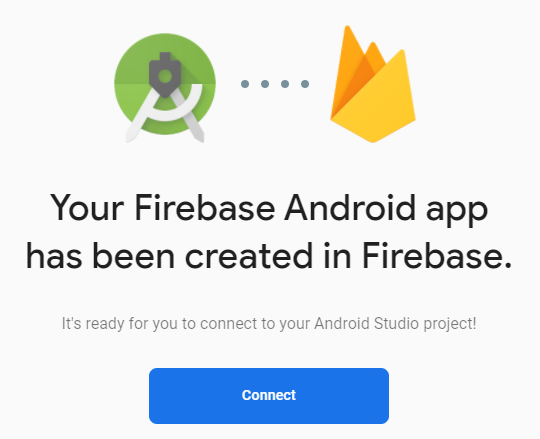 Your Firebase Android app
has been created in Firebase.
It's ready for you to connect to your Android Studio project!
Connect